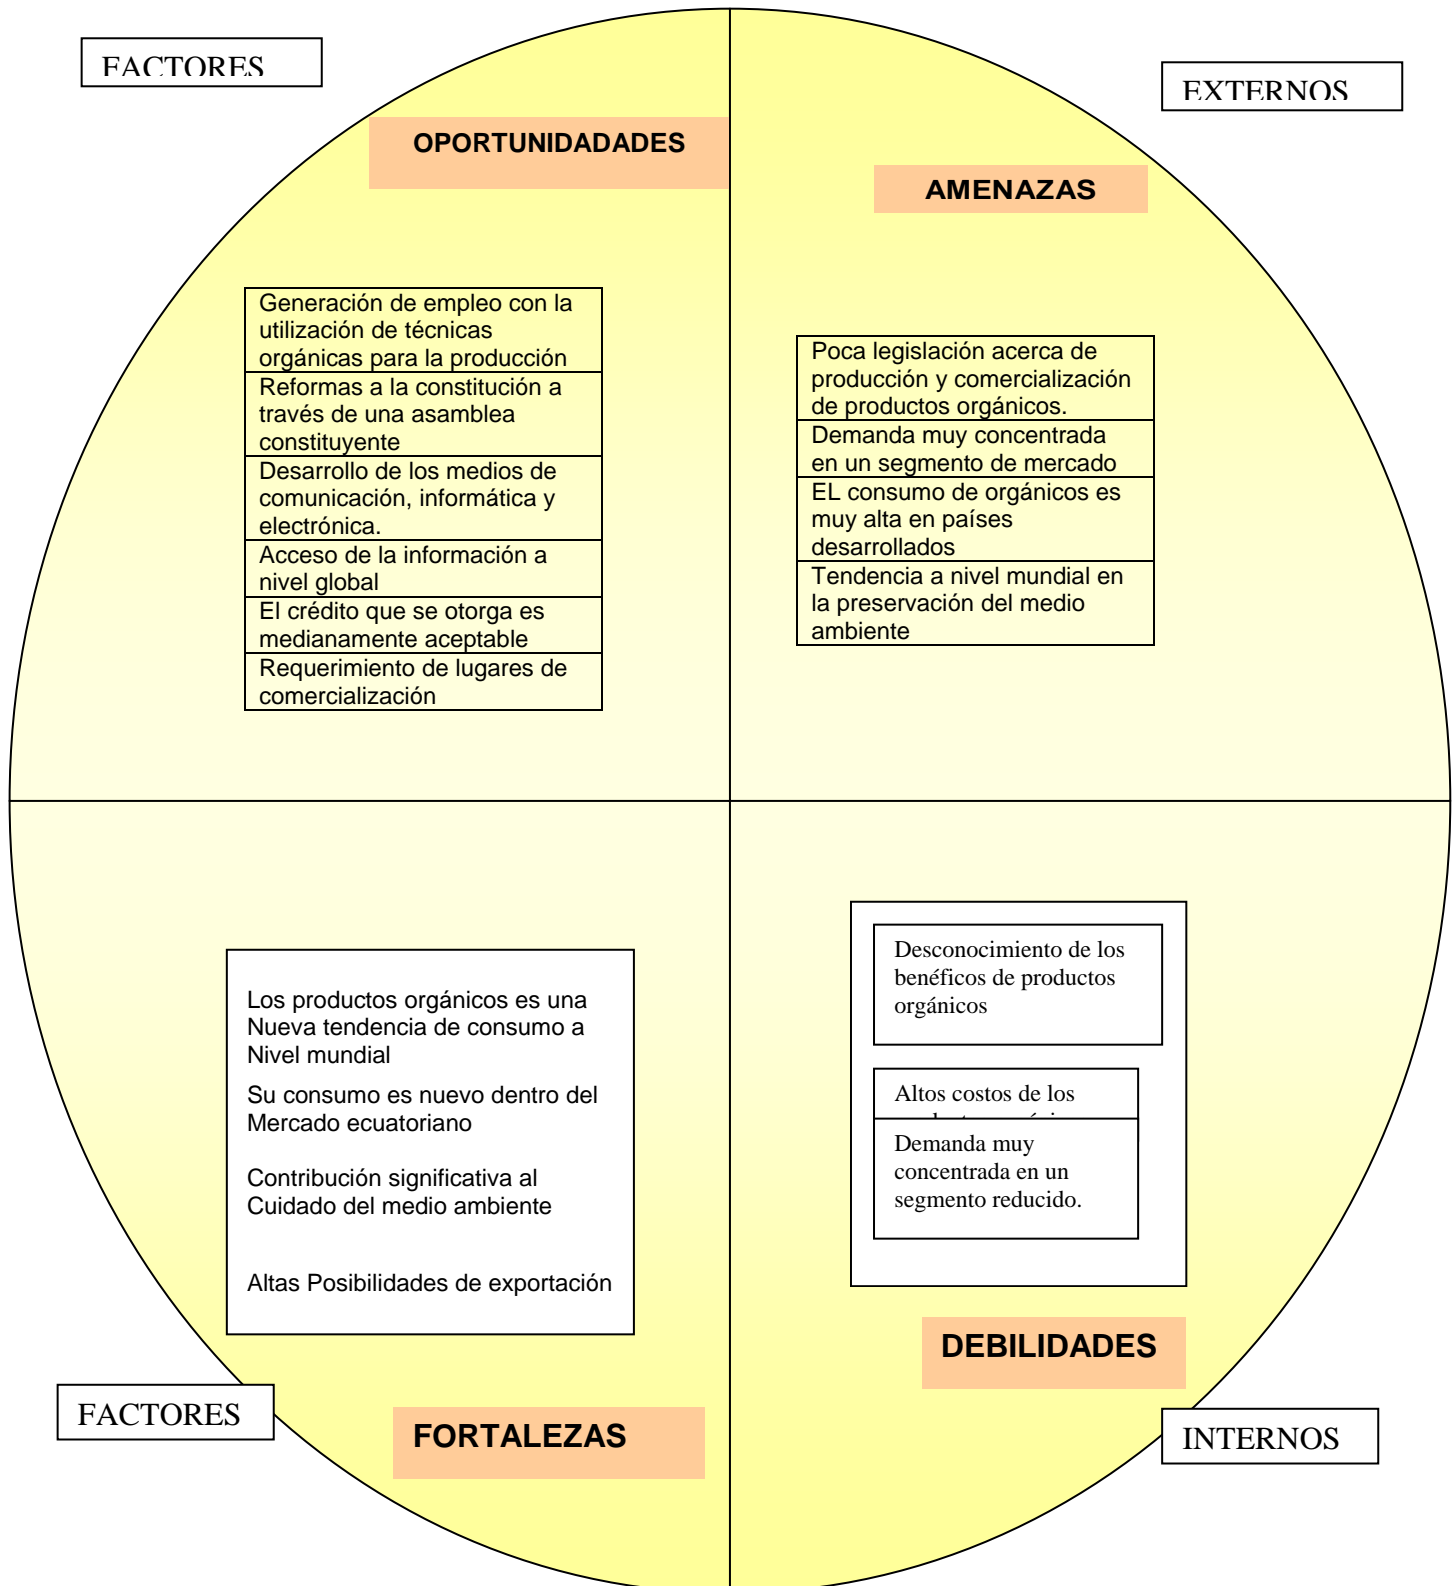 FACTORES
EXTERNOS
OPORTUNIDADADES
AMENAZAS
Generación de empleo con la
utilización de técnicas
orgánicas para la producción
Reformas a la constitución a
través de una asamblea
constituyente
Desarrollo de los medios de
comunicación, informática y
electrónica.
Acceso de la información a
nivel global
El crédito que se otorga es
medianamente aceptable
Requerimiento de lugares de
comercialización
Poca legislación acerca de
producción y comercialización
de productos orgánicos.
Demanda muy concentrada
en un segmento de mercado
EL consumo de orgánicos es
muy alta en países
desarrollados
Tendencia a nivel mundial en
la preservación del medio
ambiente
Los productos orgánicos es una
Nueva tendencia de consumo a
Nivel mundial
Su consumo es nuevo dentro del
Mercado ecuatoriano
Contribución significativa al
Cuidado del medio ambiente
Altas Posibilidades de exportación
Desconocimiento de los
benéficos de productos
orgánicos
Altos costos de los
Demanda muy
concentrada en un
segmento reducido.
DEBILIDADES
FACTORES
FORTALEZAS
INTERNOS